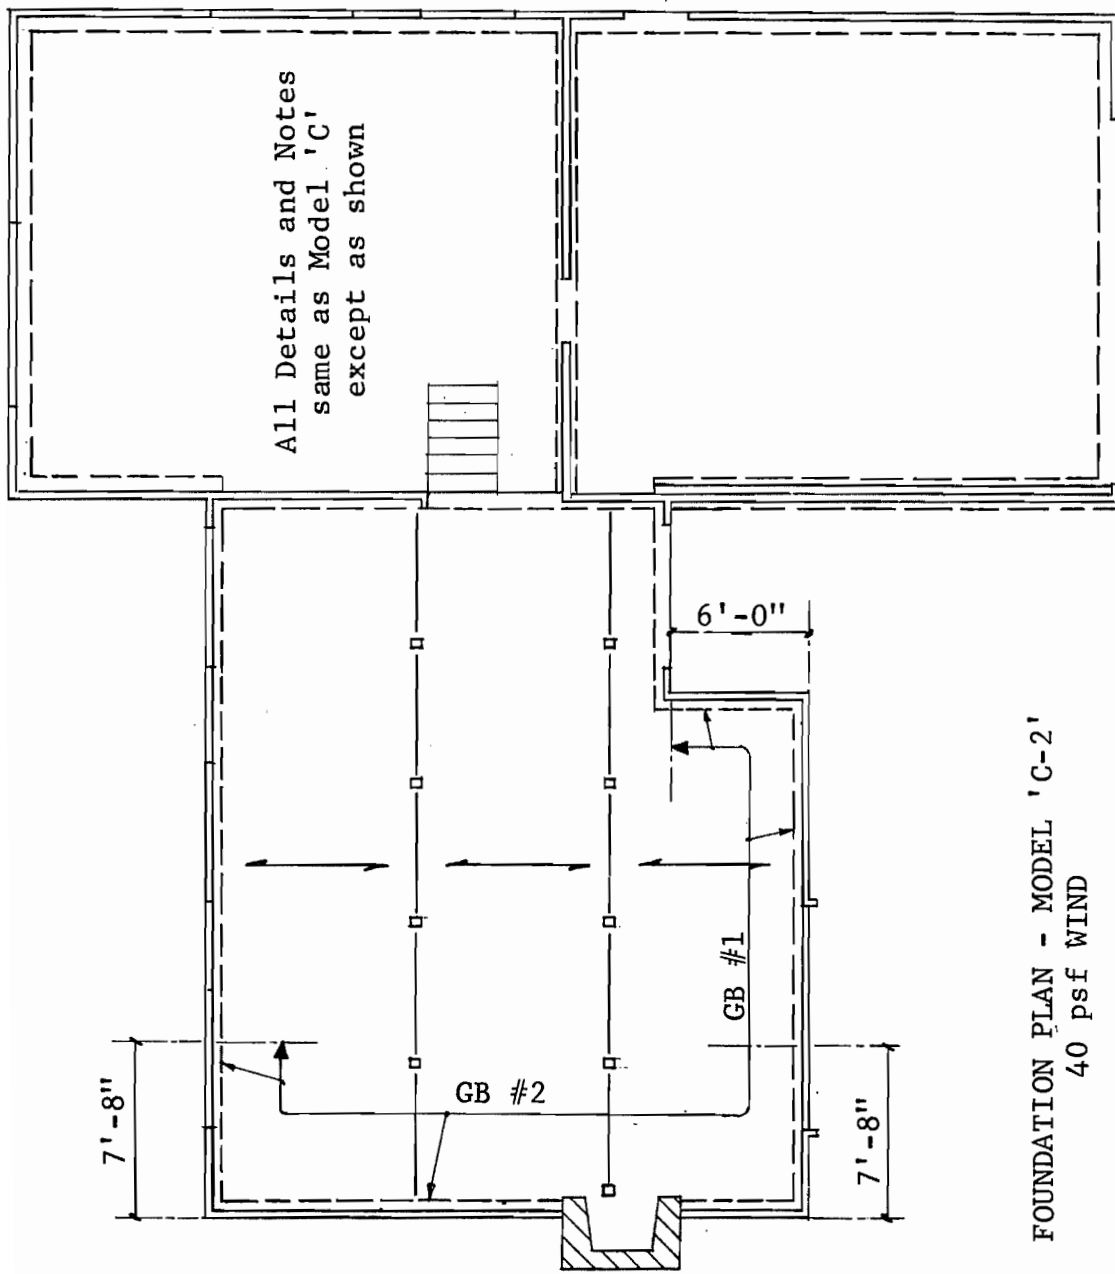 All Details and Notes
same as Model 'C'
except as shown
6'-0"
GB #1
GB #2
7'-8"
7'-8"
FOUNDATION PLAN - MODEL 'C-2'
40 psf WIND